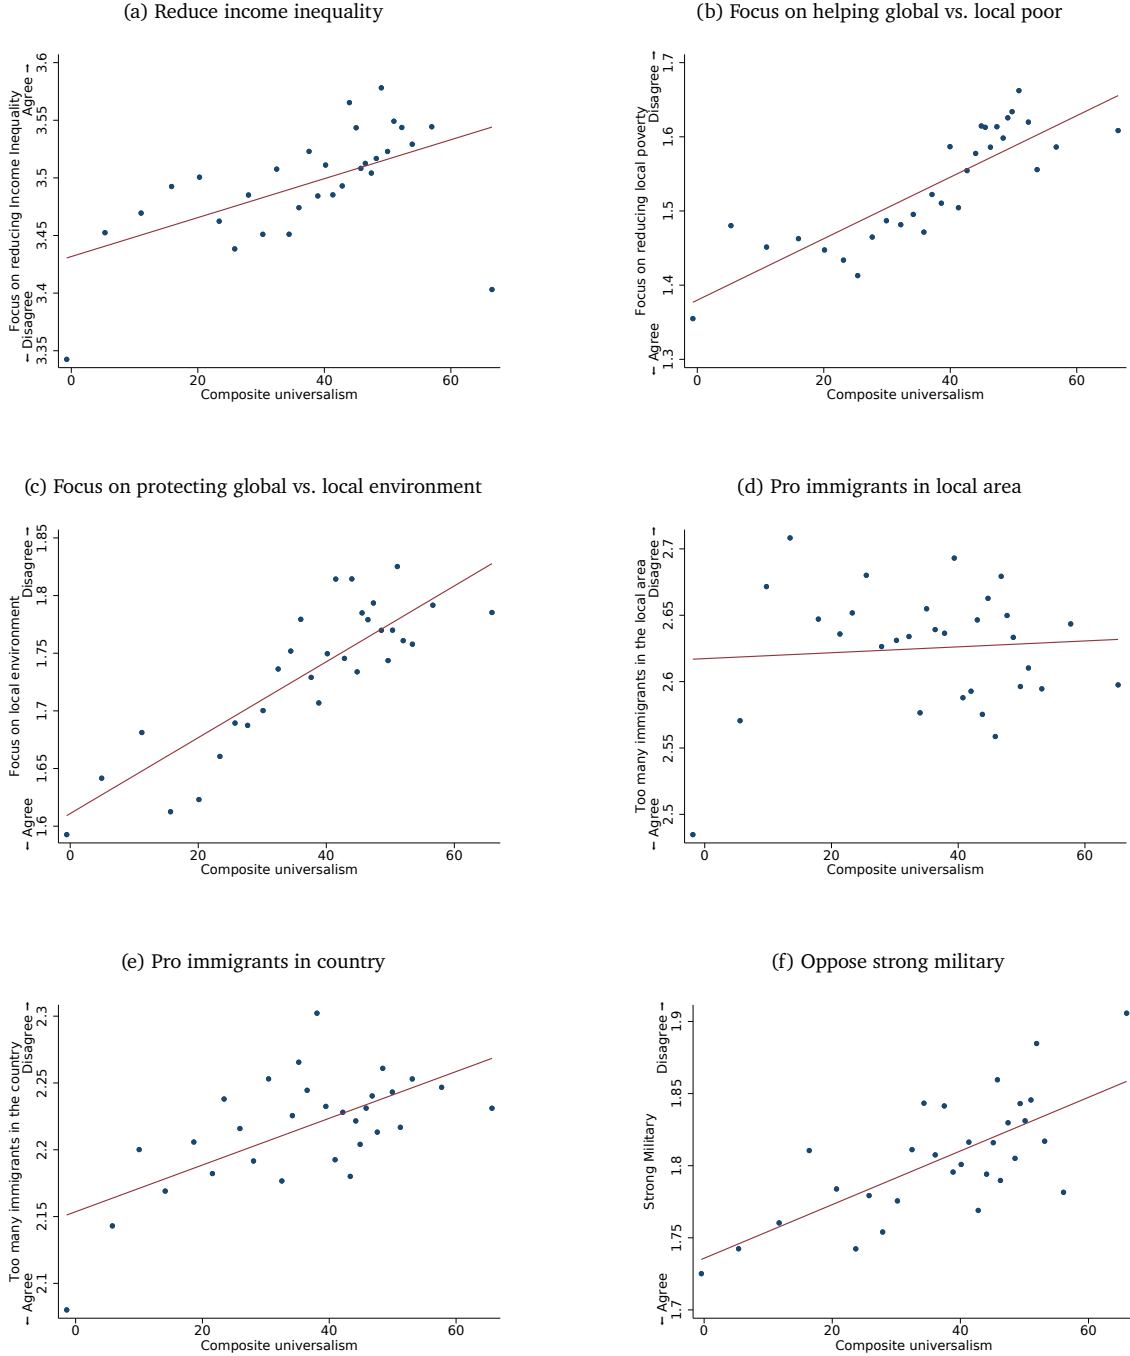 (a) Reduce income inequality
Focus on reducing Income Inequality
← Disagree
Agree →
3.6
3.55
3.5
3.45
3.4
3.35
0 20 40 60
Composite universalism
(b) Focus on helping global vs. local poor
Focus on reducing local poverty
← Agree
Disagree →
1.7
1.6
1.5
1.4
1.3
0 20 40 60
Composite universalism
(c) Focus on protecting global vs. local environment
Focus on local environment
← Agree
Disagree →
1.85
1.8
1.75
1.7
1.65
1.6
0 20 40 60
Composite universalism
(d) Pro immigrants in local area
Too many immigrants in the local area
← Agree
Disagree →
2.7
2.65
2.6
2.55
2.5
0 20 40 60
Composite universalism
(e) Pro immigrants in country
Too many immigrants in the country
← Agree
Disagree →
2.3
2.25
2.2
2.15
2.1
0 20 40 60
Composite universalism
(f) Oppose strong military
Strong Military
← Agree
Disagree →
1.9
1.85
1.8
1.75
1.7
0 20 40 60
Composite universalism